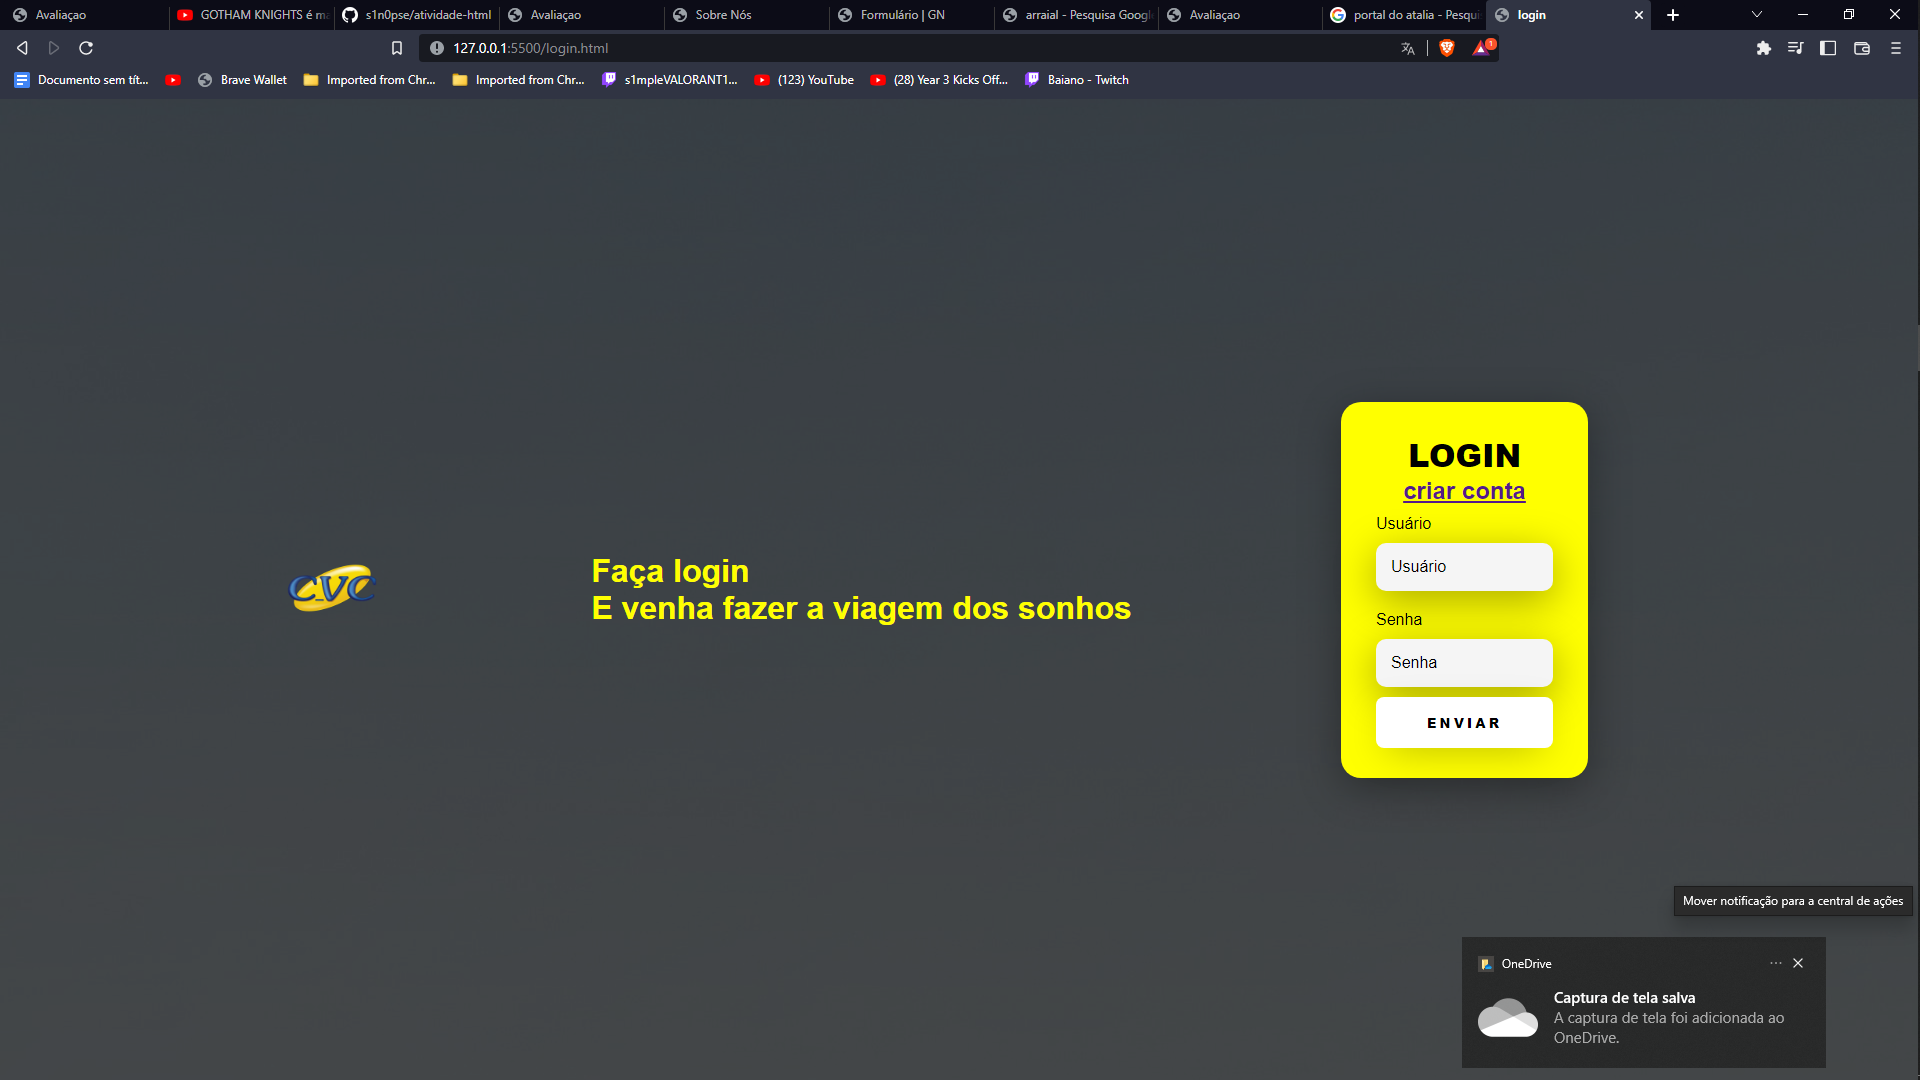 Avaliaçao
GOTHAM KNIGHTS é ma
s1n0pse/atividade-html
Avaliaçao
Sobre Nós
Formulário | GN
arraial - Pesquisa Googl
Avaliaçao
portal do atalia - Pesqui
login
127.0.0.1:5500/login.html
1
Documento sem tít...
Brave Wallet
Imported from Chr...
Imported from Chr...
s1mpleVALORANT1...
(123) YouTube
(28) Year 3 Kicks Off...
Baiano - Twitch
CVC
Faça login
E venha fazer a viagem dos sonhos
LOGIN
criar conta
Usuário
Usuário
Senha
Senha
ENVIAR
Mover notificação para a central de ações
OneDrive
Captura de tela salva
A captura de tela foi adicionada ao
OneDrive.